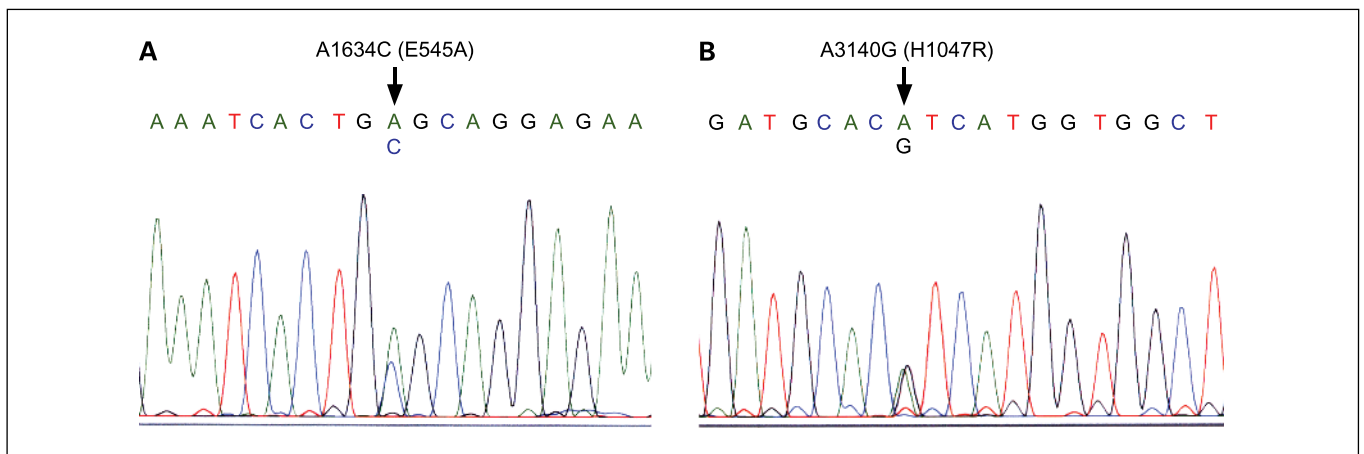 A
A1634C (E545A)
A A A T C A C T G A G C A G G A G A A
C
B
A3140G (H1047R)
G A T G C A C A T C A T G G T G G C T
G